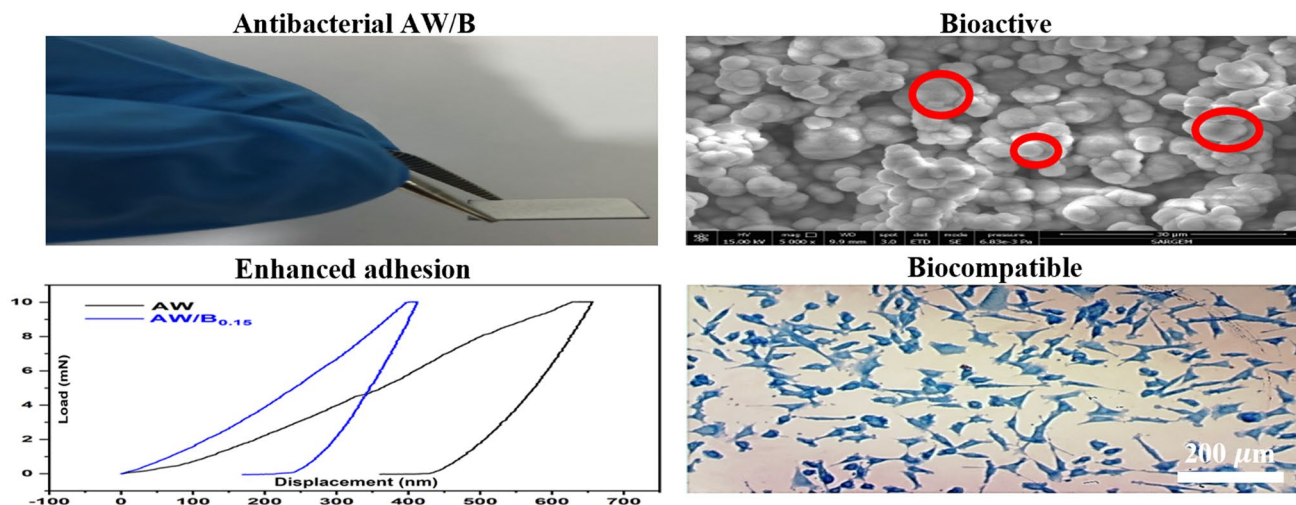 Antibacterial AW/B
Bioactive
HV mag WD spot det mode pressure 30 µm
15.00 kV 5 000 x 9.9 mm 3.0 ETD SE 6.83e-3 Pa SARGEM
Enhanced adhesion
AW
AW/B0.15
Load (mN)
10
8
6
4
2
0
-100 0 100 200 300 400 500 600 700
Displacement (nm)
Biocompatible
200 µm